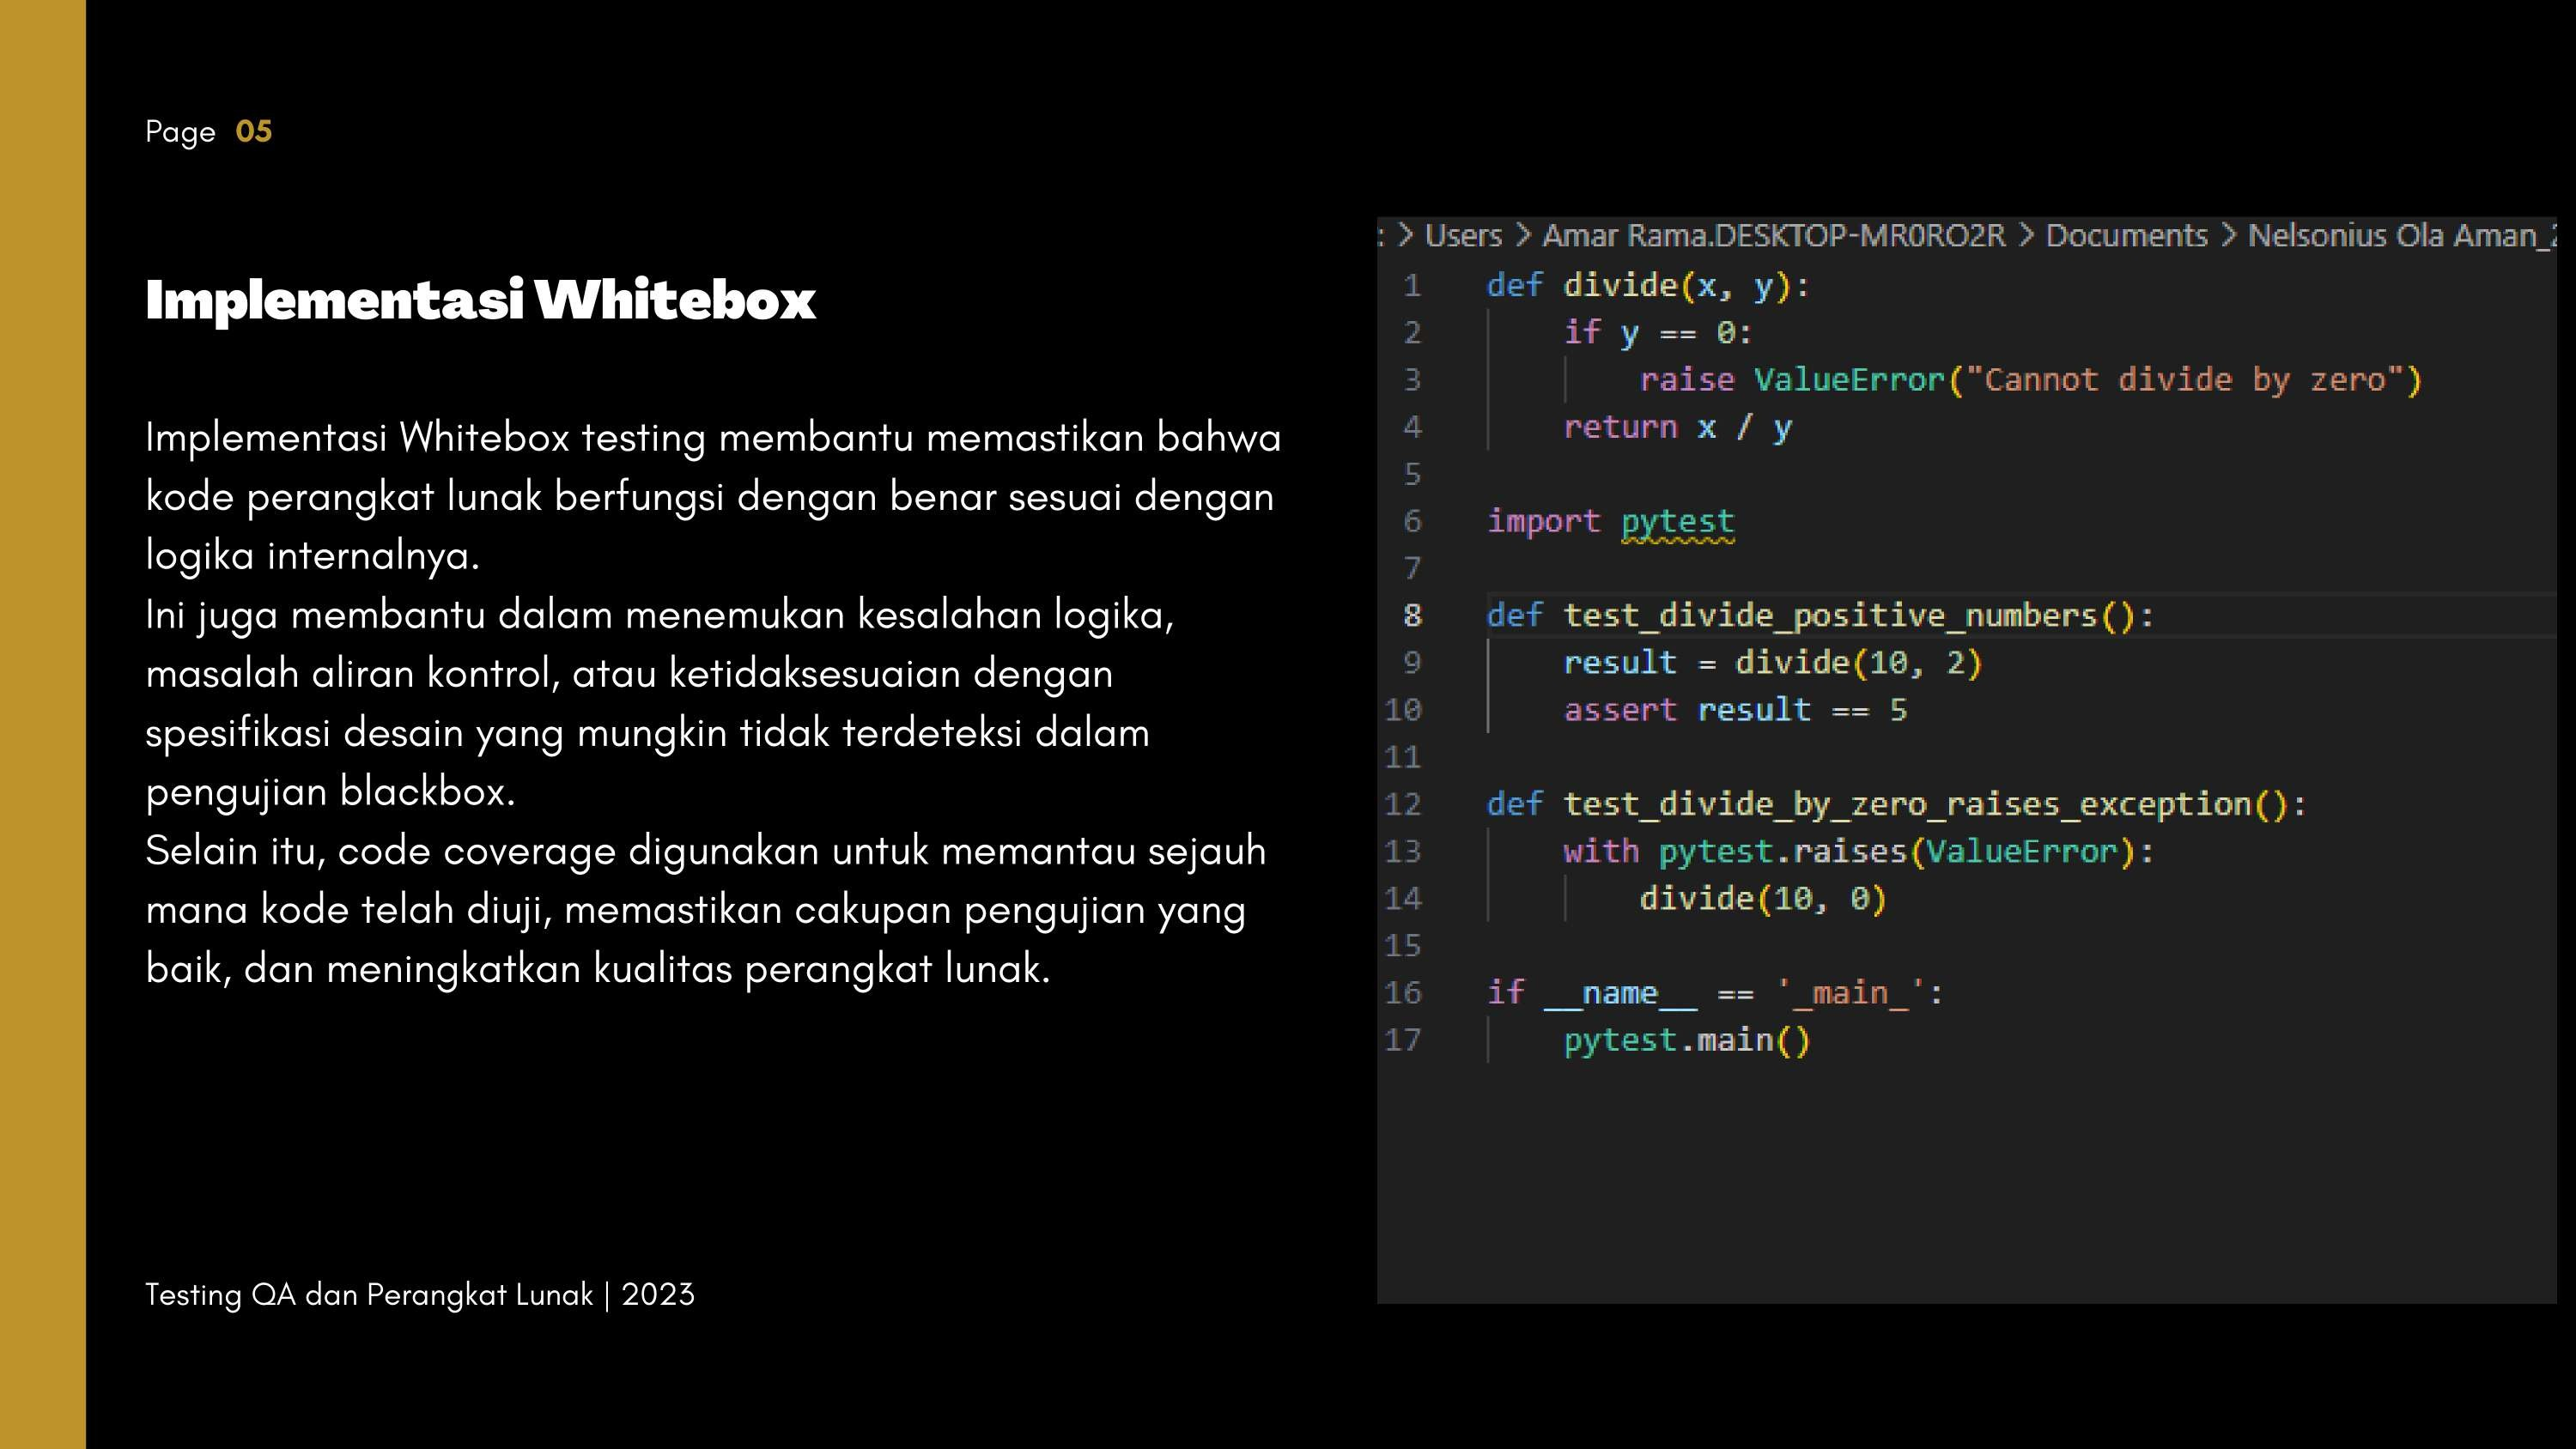 Page 05
Implementasi Whitebox
Implementasi Whitebox testing membantu memastikan bahwa
kode perangkat lunak berfungsi dengan benar sesuai dengan
logika internalnya.
Ini juga membantu dalam menemukan kesalahan logika,
masalah aliran kontrol, atau ketidaksesuaian dengan
spesifikasi desain yang mungkin tidak terdeteksi dalam
pengujian blackbox.
Selain itu, code coverage digunakan untuk memantau sejauh
mana kode telah diuji, memastikan cakupan pengujian yang
baik, dan meningkatkan kualitas perangkat lunak.
Testing QA dan Perangkat Lunak | 2023
: > Users > Amar Rama.DESKTOP-MR0RO2R > Documents > Nelsonius Ola Aman_2
1 def divide(x, y):
2     if y == 0:
3         raise ValueError("Cannot divide by zero")
4     return x / y
5
6 import pytest
7
8 def test_divide_positive_numbers():
9     result = divide(10, 2)
10     assert result == 5
11
12 def test_divide_by_zero_raises_exception():
13     with pytest.raises(ValueError):
14         divide(10, 0)
15
16 if __name__ == '_main_':
17     pytest.main()